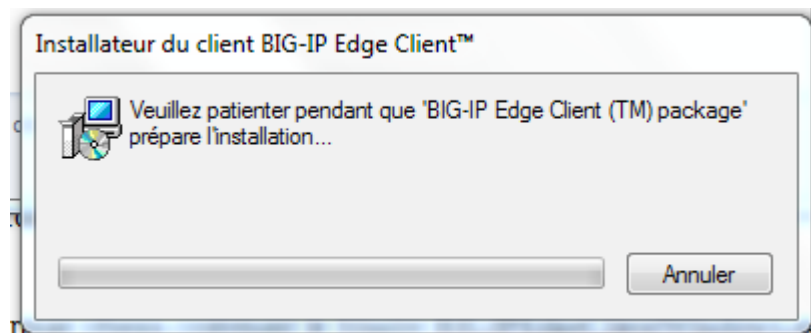 Installateur du client BIG-IP Edge Client™
Veuillez patienter pendant que 'BIG-IP Edge Client (TM) package'
prépare l'installation...
Annuler